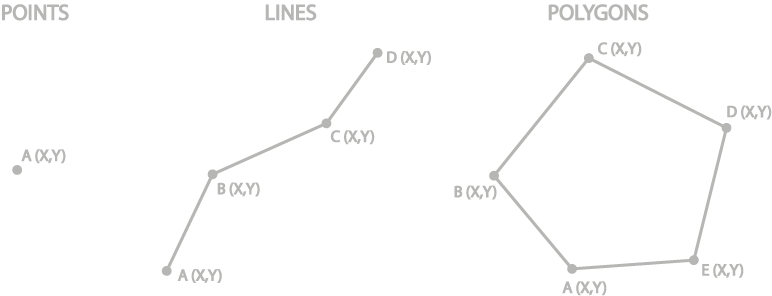 POINTS
LINES
POLYGONS
A (X,Y)
D (X,Y)
C (X,Y)
B (X,Y)
A (X,Y)
C (X,Y)
D (X,Y)
B (X,Y)
E (X,Y)
A (X,Y)